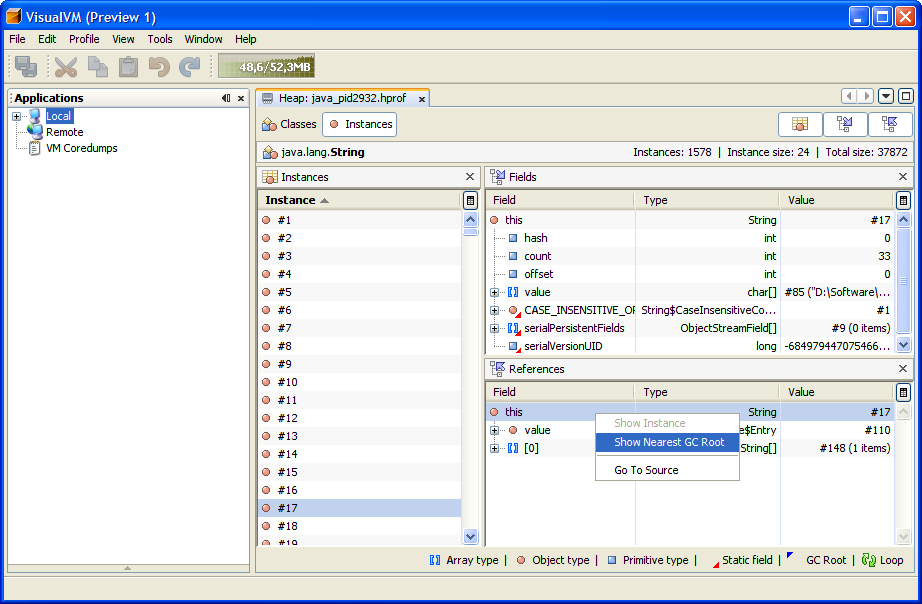 VisualVM (Preview 1)
File Edit Profile View Tools Window Help
48,6/52,3MB
Applications
Local
Remote
VM Coredumps
Heap: java_pid2932.hprof
Classes Instances
java.lang.String Instances: 1578 | Instance size: 24 | Total size: 37872
Instances
Instance
#1
#2
#3
#4
#5
#6
#7
#8
#9
#10
#11
#12
#13
#14
#15
#16
#17
#18
#19
Fields
Field Type Value
this String #17
hash int 0
count int 33
offset int 0
value char[] #85 ("D:\Software\...
CASE_INSENSITIVE_OF String$CaseInsensitiveCo... #1
serialPersistentFields ObjectStreamField[] #9 (0 items)
serialVersionUID long -684979447075466...
References
Field Type Value
this String #17
value e$Entry #110
[0] String[] #148 (1 items)
Show Instance
Show Nearest GC Root
Go To Source
Array type | Object type | Primitive type | Static field | GC Root | Loop